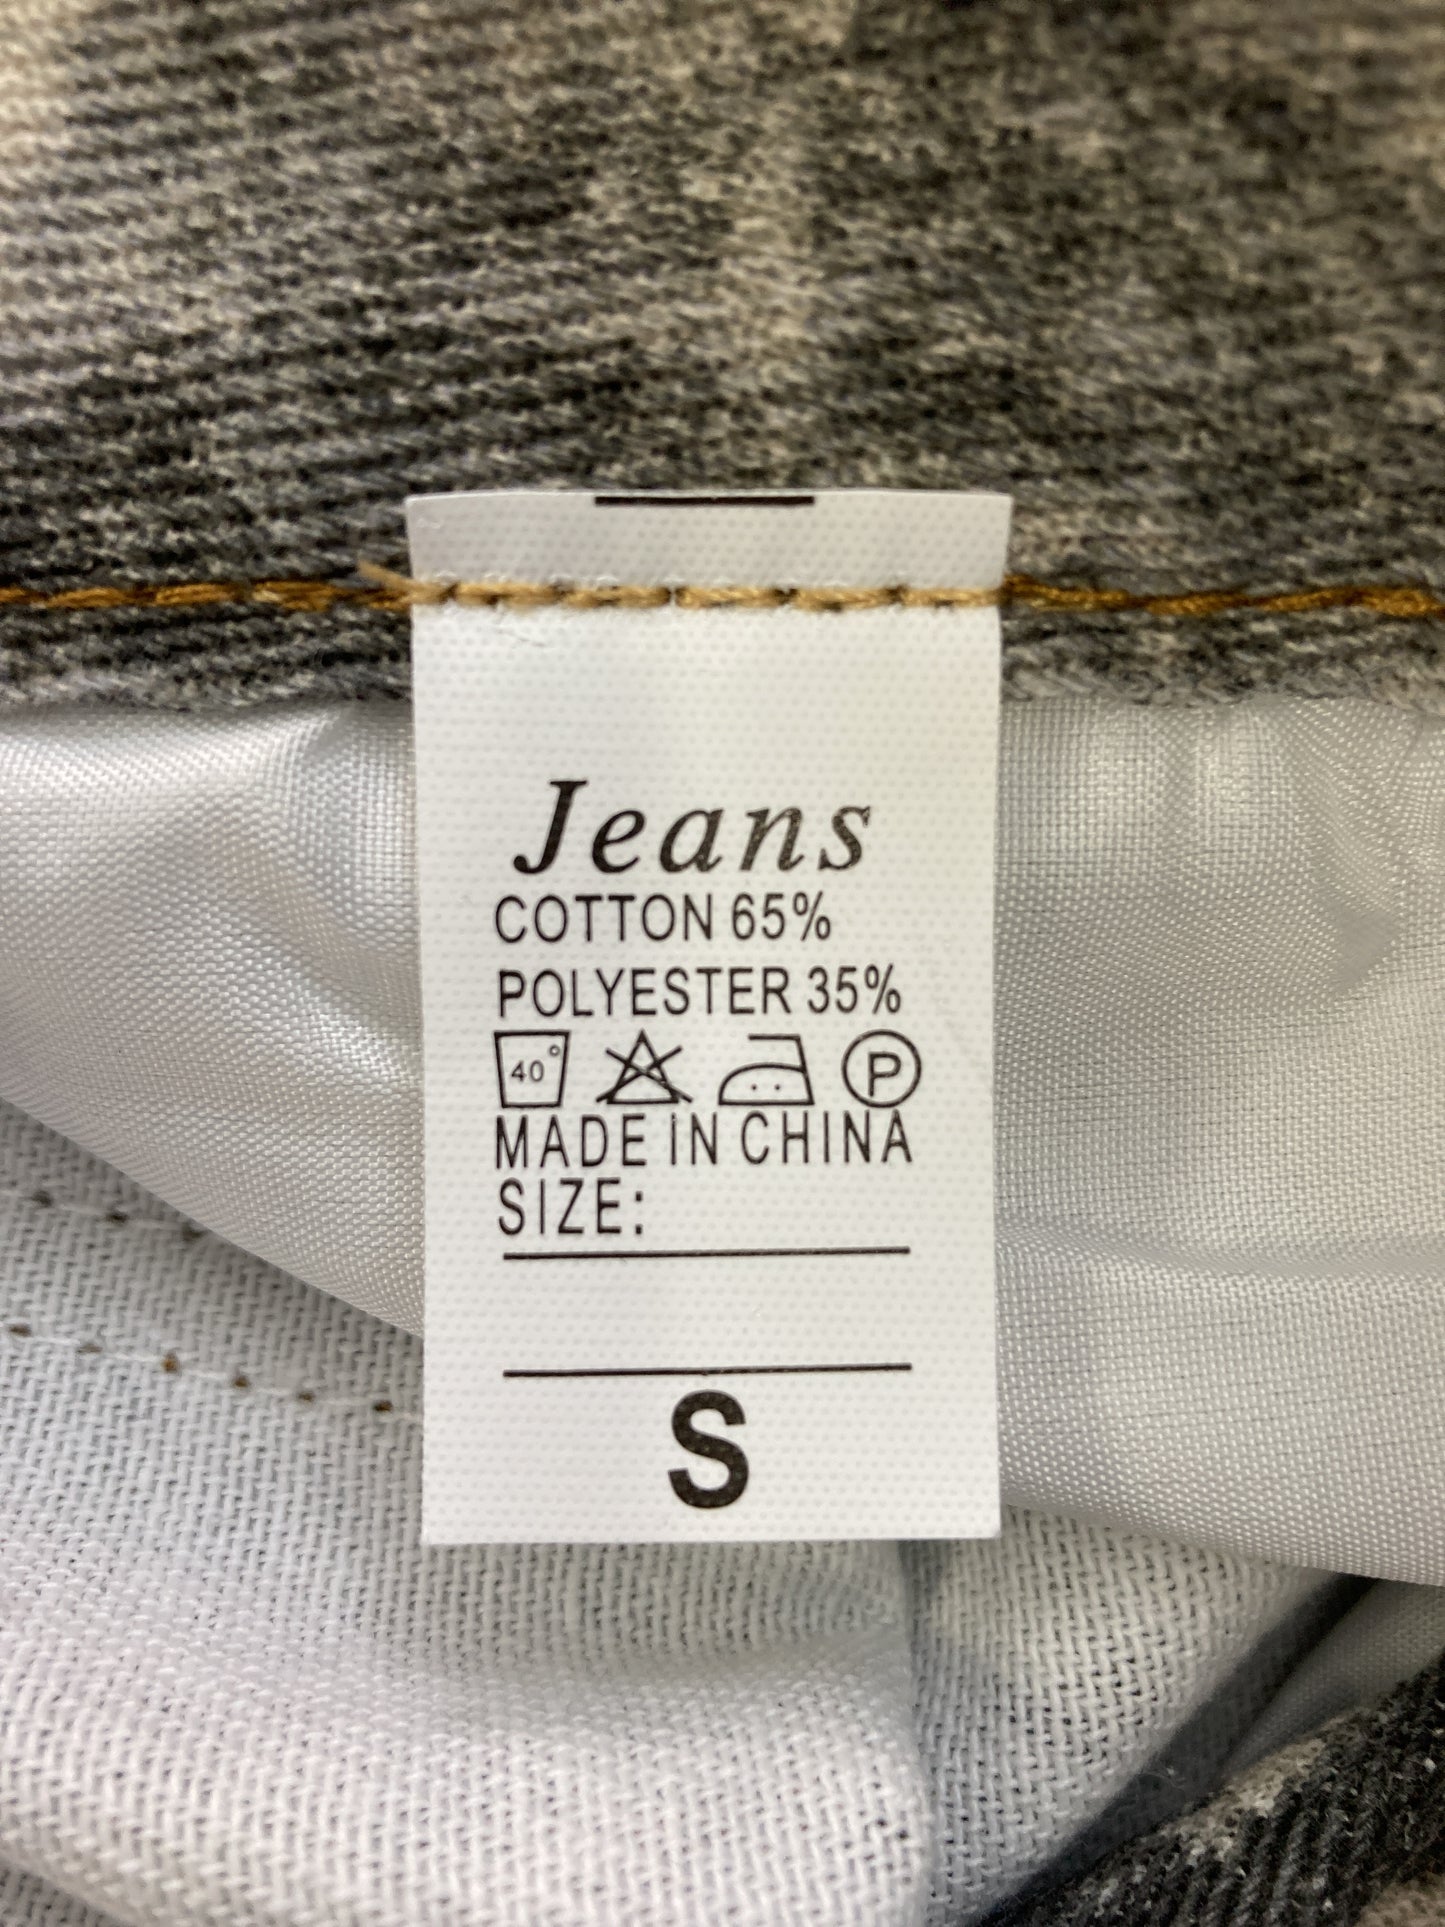 Jeans
COTTON 65%
POLYESTER 35%
40° P
MADE IN CHINA
SIZE:
S